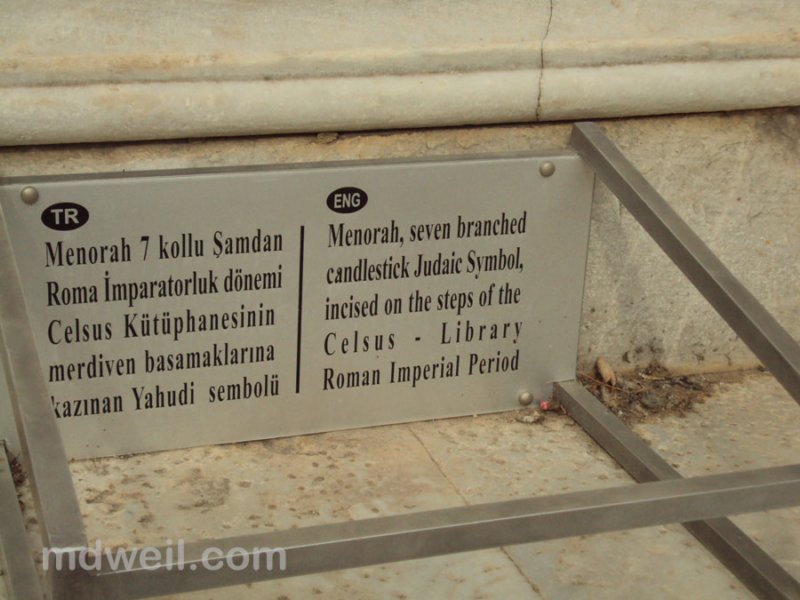 TR
Menorah 7 kollu Şamdan
Roma İmparatorluk dönemi
Celsus Kütüphanesinin
merdiven basamaklarına
kazınan Yahudi sembolü
ENG
Menorah, seven branched
candlestick Judaic Symbol,
incised on the steps of the
Celsus - Library
Roman Imperial Period
mdweil.com